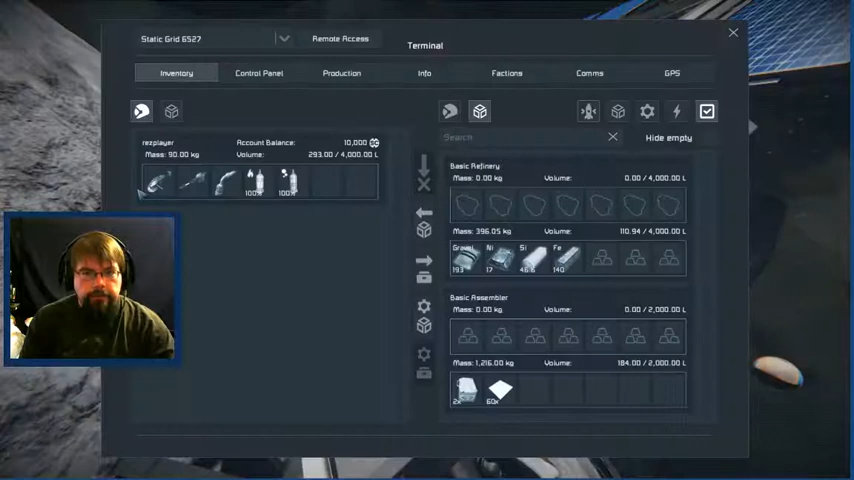 Static Grid 6527
Remote Access
Terminal
Inventory
Control Panel
Production
Info
Factions
Comms
GPS
rezplayer
Account Balance: 10,000
Mass: 90.00 kg
Volume: 293.00 / 4,000.00 L
100%
100%
Search
Hide empty
Basic Refinery
Mass: 0.00 kg
Volume: 0.00 / 4,000.00 L
Mass: 396.05 kg
Volume: 110.94 / 4,000.00 L
Gravel
Ni
Si
Fe
193
17
46.6
140
Basic Assembler
Mass: 0.00 kg
Volume: 0.00 / 2,000.00 L
Mass: 1,216.00 kg
Volume: 184.00 / 2,000.00 L
2x
60x